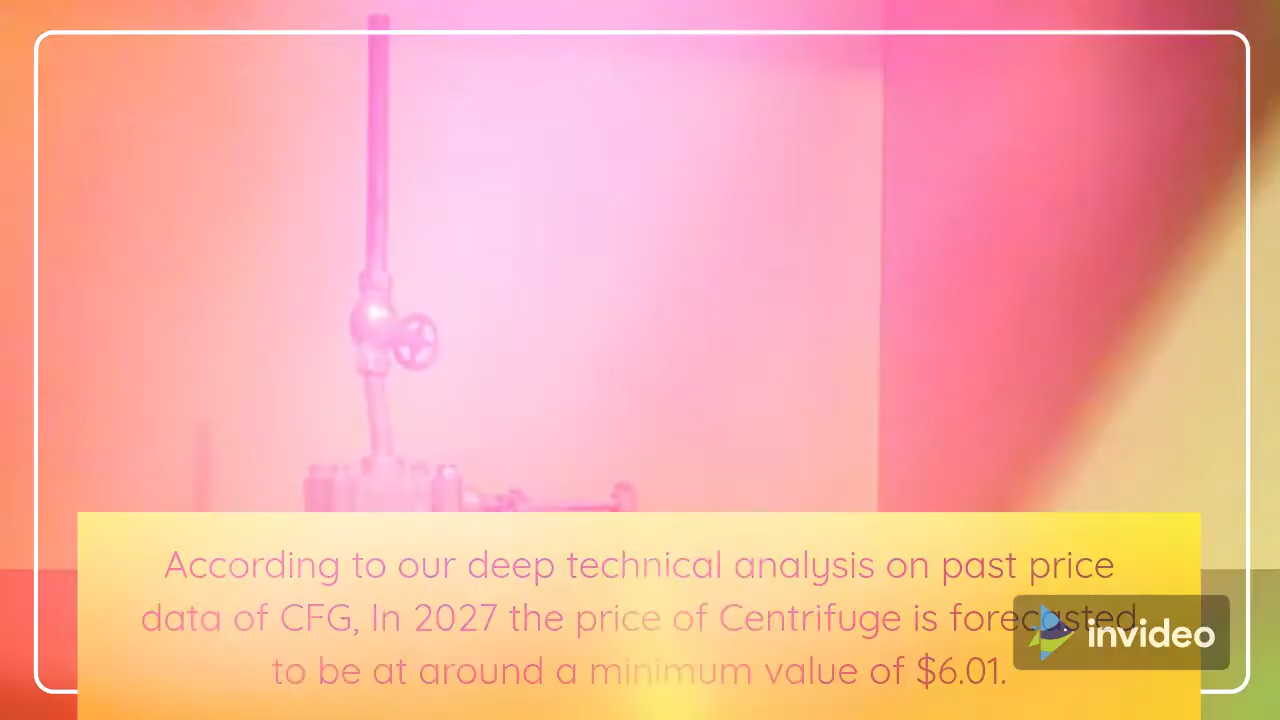 According to our deep technical analysis on past price
data of CFG, In 2027 the price of Centrifuge is forecasted
to be at around a minimum value of $6.01.
invideo